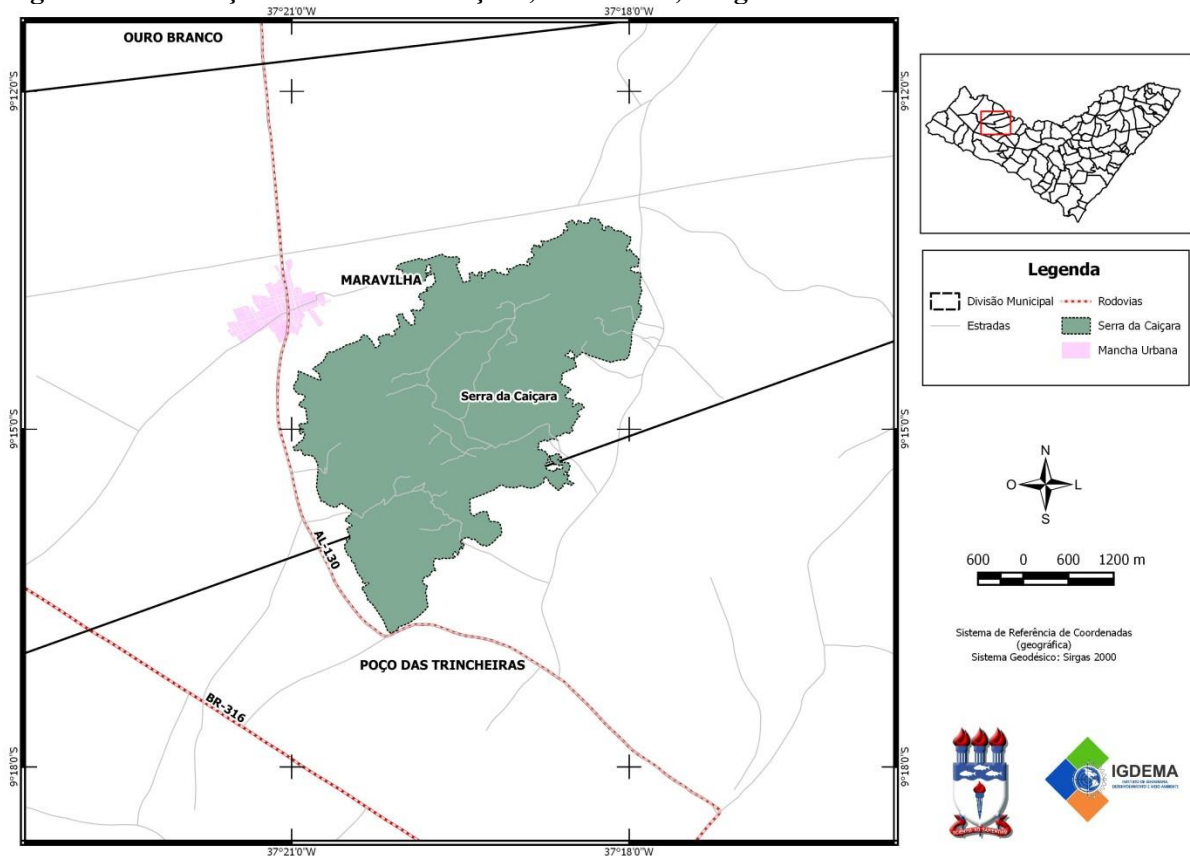 37°21'0"W
37°18'0"W
OURO BRANCO
9°12'0"S
9°12'0"S
MARAVILHA
Serra da Caiçara
9°15'0"S
9°15'0"S
AL-130
POÇO DAS TRINCHEIRAS
BR-316
9°18'0"S
9°18'0"S
37°21'0"W
37°18'0"W
Legenda
Divisão Municipal
Rodovias
Estradas
Serra da Caiçara
Mancha Urbana
N
O
L
S
600 0 600 1200 m
Sistema de Referência de Coordenadas
(geográfica)
Sistema Geodésico: Sirgas 2000
IGDEMA